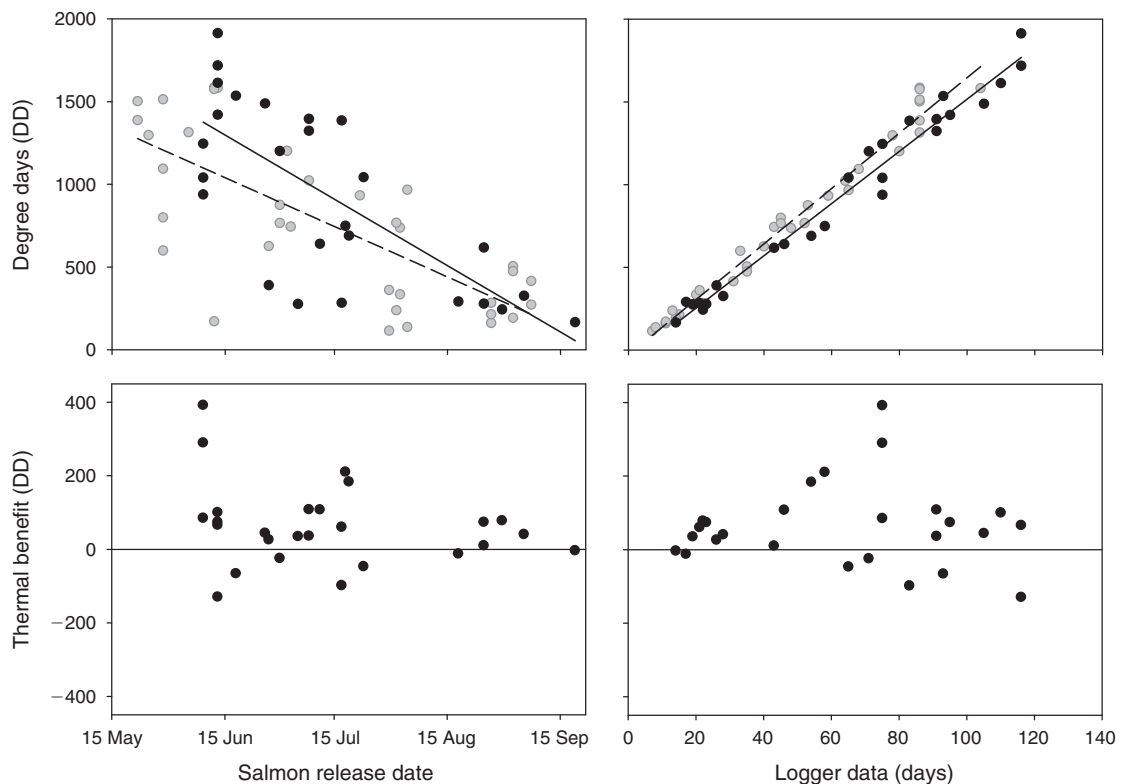 2000
1500
1000
500
0
Degree days (DD)
400
200
0
−200
−400
Thermal benefit (DD)
15 May 15 Jun 15 Jul 15 Aug 15 Sep
Salmon release date
0 20 40 60 80 100 120 140
Logger data (days)